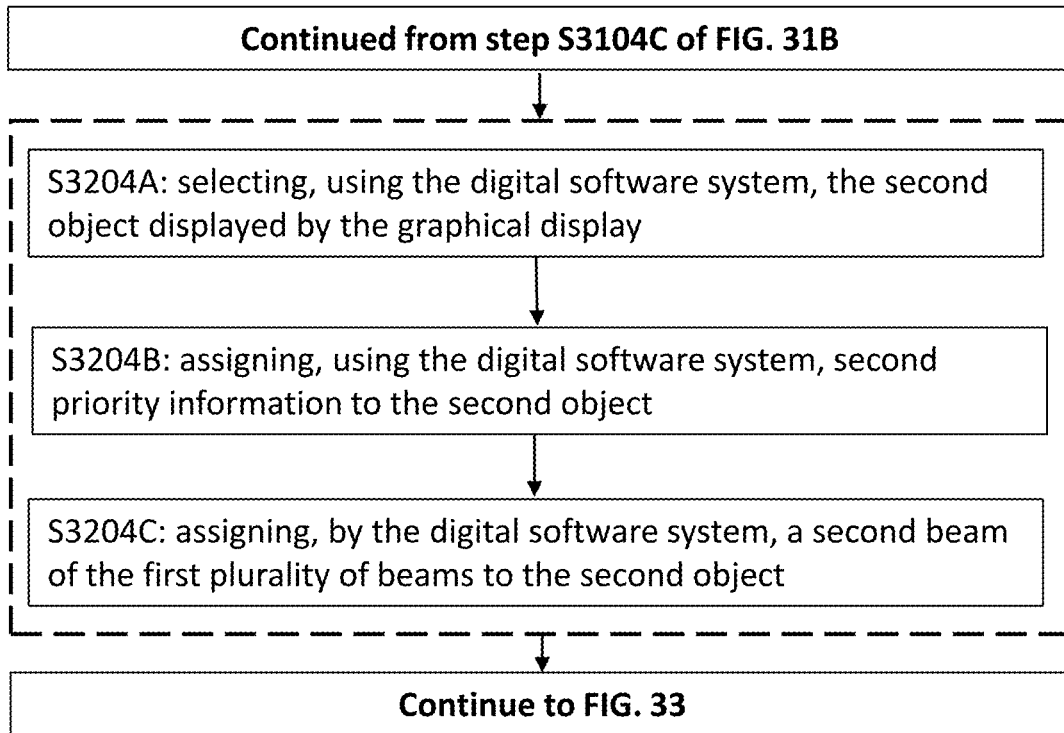 Continued from step S3104C of FIG. 31B
S3204A: selecting, using the digital software system, the second
object displayed by the graphical display
S3204B: assigning, using the digital software system, second
priority information to the second object
S3204C: assigning, by the digital software system, a second beam
of the first plurality of beams to the second object
Continue to FIG. 33